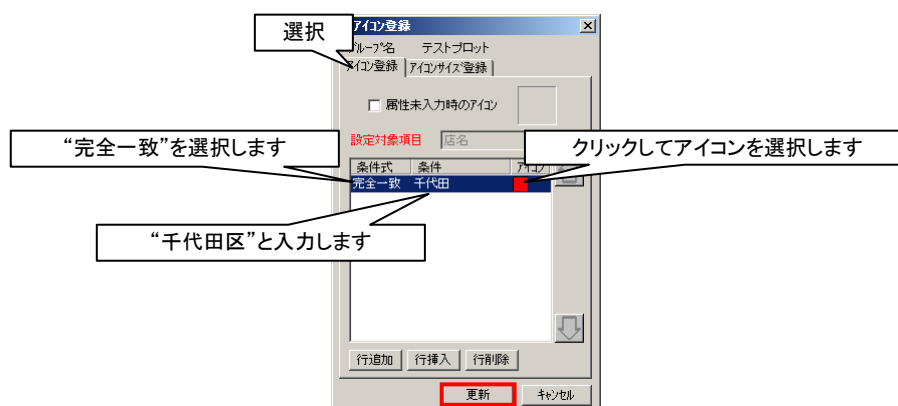 アイコン登録
選択
グループ名 テストプロット
アイコン登録 アイコンサイズ登録
属性未入力時のアイコン
設定対象項目 店名
“完全一致”を選択します
クリックしてアイコンを選択します
条件式 条件 アイコン
完全一致 千代田
“千代田区”と入力します
行追加 行挿入 行削除
更新 キャンセル